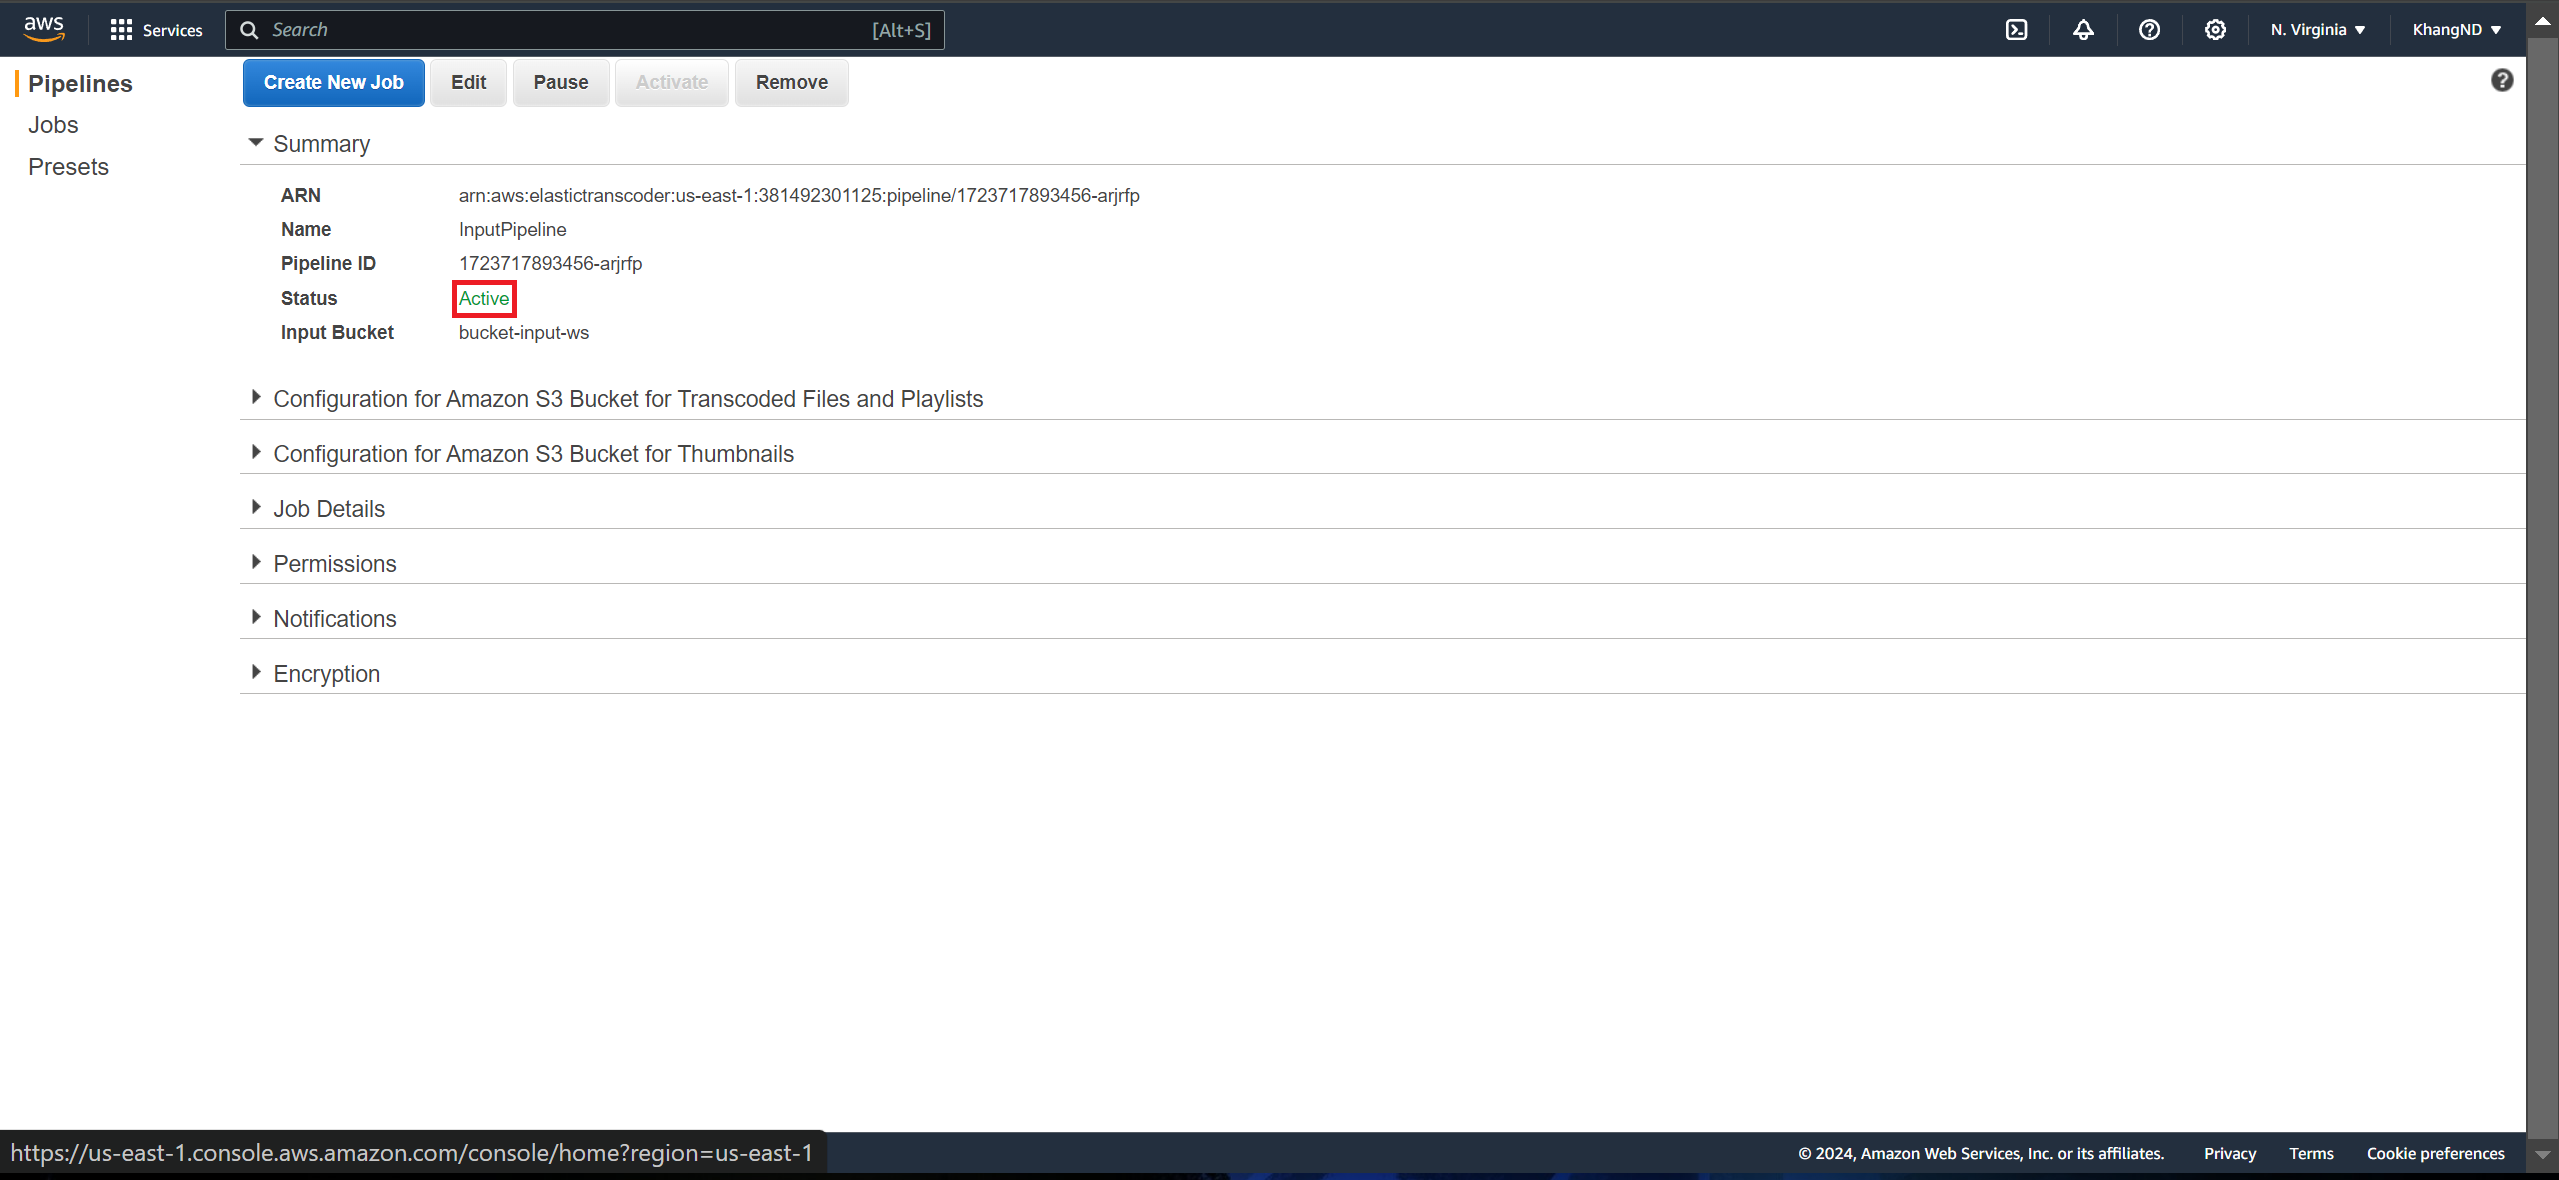 aws
Services
Search
[Alt+S]
N. Virginia
KhangND
Pipelines
Jobs
Presets
Create New Job
Edit
Pause
Activate
Remove
Summary
ARN arn:aws:elastictranscoder:us-east-1:381492301125:pipeline/1723717893456-arjrfp
Name InputPipeline
Pipeline ID 1723717893456-arjrfp
Status Active
Input Bucket bucket-input-ws
Configuration for Amazon S3 Bucket for Transcoded Files and Playlists
Configuration for Amazon S3 Bucket for Thumbnails
Job Details
Permissions
Notifications
Encryption
https://us-east-1.console.aws.amazon.com/console/home?region=us-east-1
© 2024, Amazon Web Services, Inc. or its affiliates.
Privacy
Terms
Cookie preferences